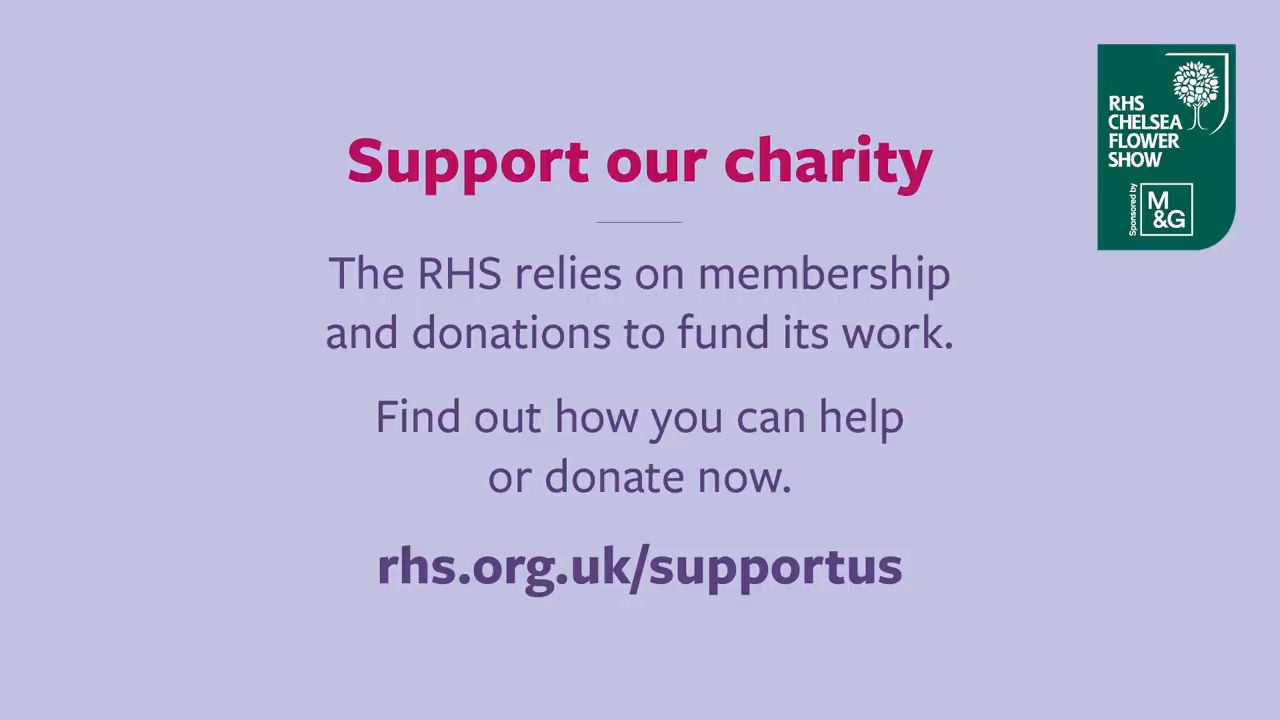 Support our charity
The RHS relies on membership
and donations to fund its work.
Find out how you can help
or donate now.
rhs.org.uk/supportus
RHS
CHELSEA
FLOWER
SHOW
Sponsored by
M
&G